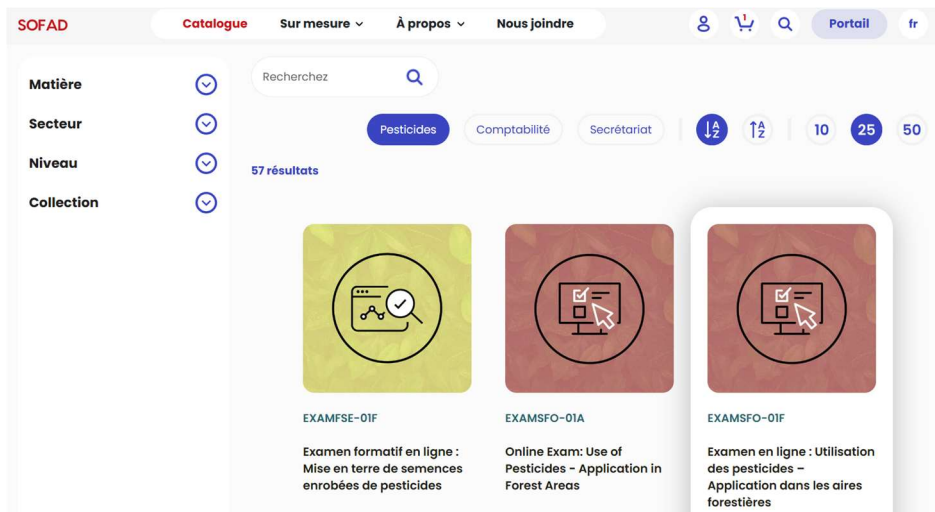 SOFAD
Catalogue
Sur mesure
À propos
Nous joindre
1
Portail
fr
Matière
Secteur
Niveau
Collection
Recherchez
Pesticides
Comptabilité
Secrétariat
A
Z
A
Z
10
25
50
57 résultats
EXAMFSE-01F
Examen formatif en ligne :
Mise en terre de semences
enrobées de pesticides
EXAMSFO-01A
Online Exam: Use of
Pesticides - Application in
Forest Areas
EXAMSFO-01F
Examen en ligne : Utilisation
des pesticides –
Application dans les aires
forestières